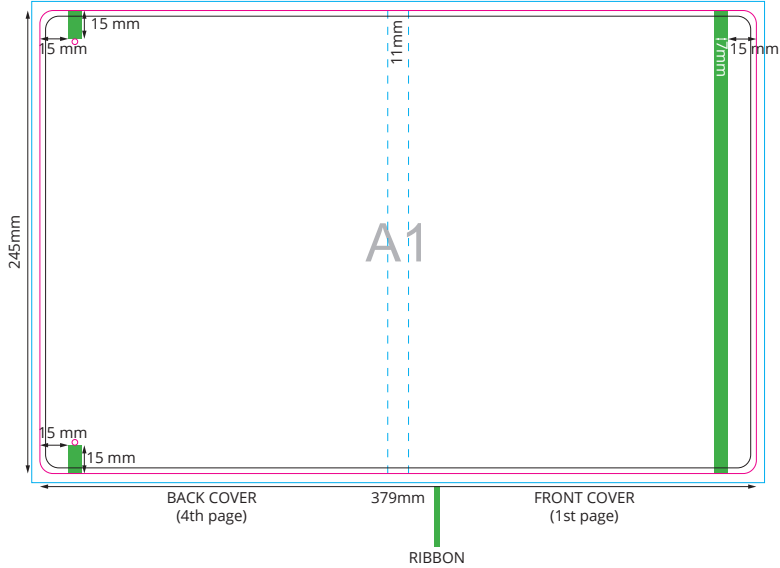 15 mm
15 mm
11mm
17mm
15 mm
245mm
A1
15 mm
15 mm
BACK COVER
(4th page)
379mm
FRONT COVER
(1st page)
RIBBON